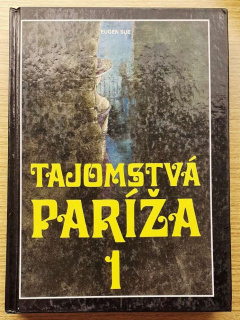 EUGEN SUE
TAJOMSTVÁ
PARÍŽA
1